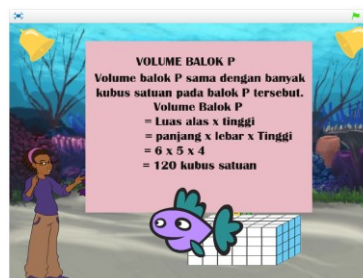 VOLUME BALOK P
Volume balok P sama dengan banyak
kubus satuan pada balok P tersebut.
Volume Balok P
= Luas alas x tinggi
= panjang x lebar x Tinggi
= 6 x 5 x 4
= 120 kubus satuan